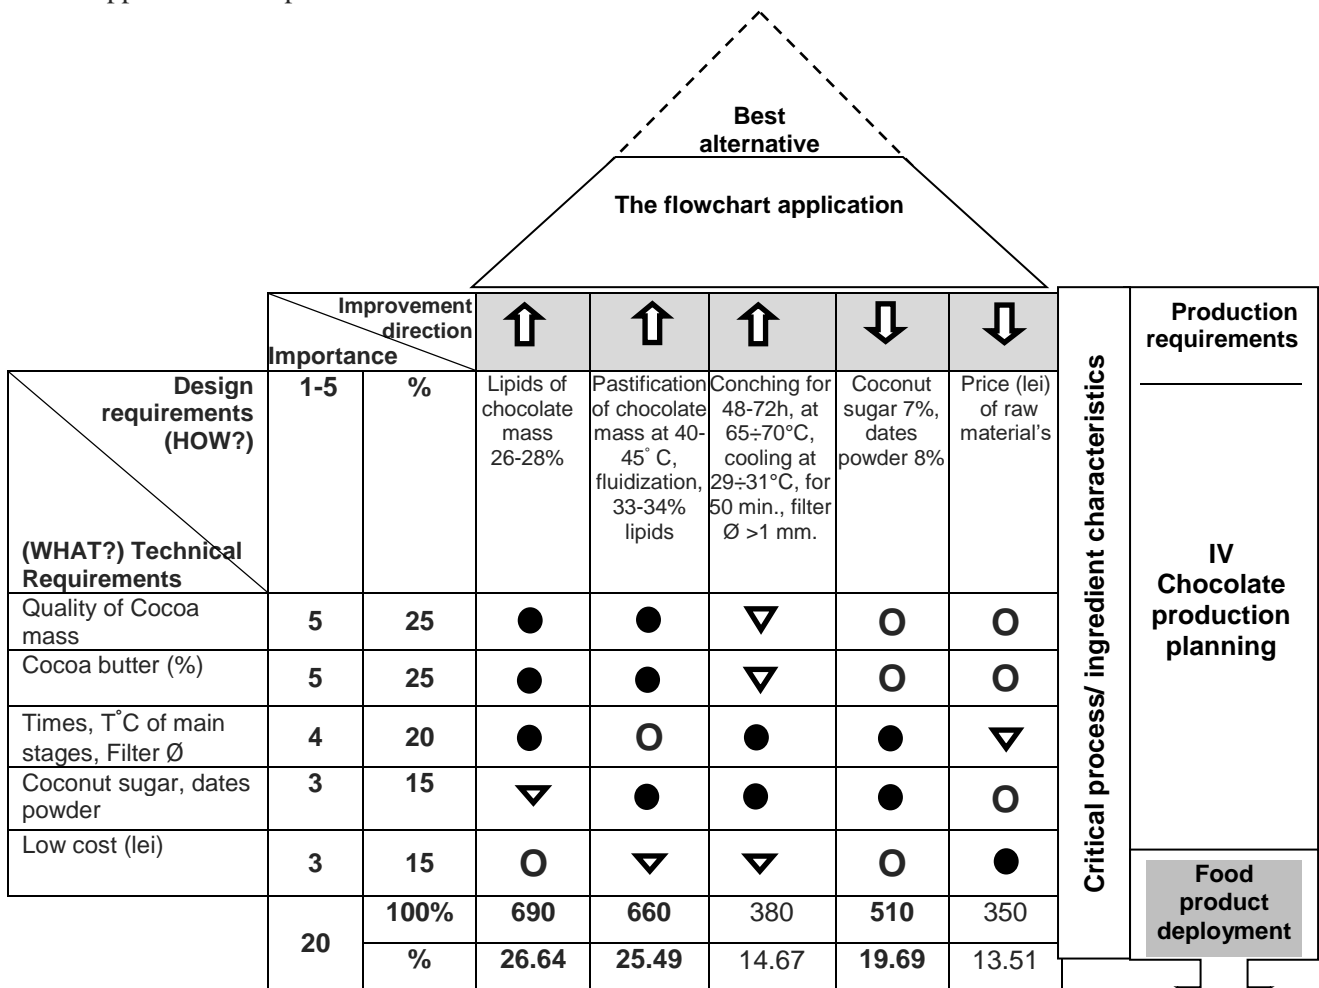 Best
alternative
The flowchart application
Improvement
direction
Importance
Design
requirements
(HOW?)
(WHAT?) Technical
Requirements
1-5
%
Lipids of
chocolate
mass
26-28%
Pastification
of chocolate
mass at 40-
45° C,
fluidization,
33-34%
lipids
Conching for
48-72h, at
65÷70°C,
cooling at
29÷31°C, for
50 min., filter
Ø >1 mm.
Coconut
sugar 7%,
dates
powder 8%
Price (lei)
of raw
material's
Quality of Cocoa
mass
5
25
O
O
Cocoa butter (%)
5
25
O
O
Times, T°C of main
stages, Filter Ø
4
20
O
Coconut sugar, dates
powder
3
15
O
Low cost (lei)
3
15
O
O
20
100%
690
660
380
510
350
%
26.64
25.49
14.67
19.69
13.51
Critical process/ ingredient characteristics
Production
requirements
IV
Chocolate
production
planning
Food
product
deployment